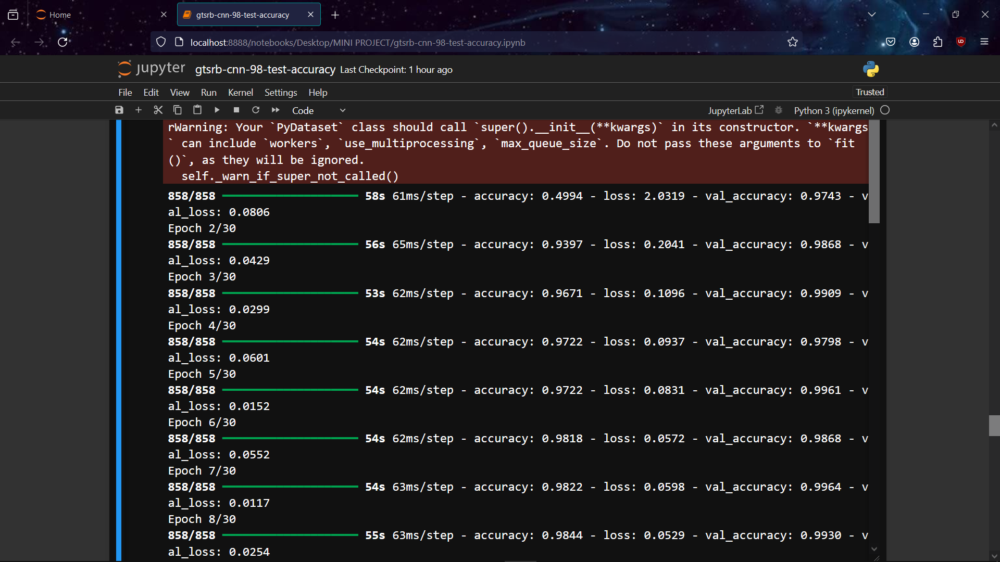 Home
gtsrb-cnn-98-test-accuracy
localhost:8888/notebooks/Desktop/MINI PROJECT/gtsrb-cnn-98-test-accuracy.ipynb
jupyter gtsrb-cnn-98-test-accuracy Last Checkpoint: 1 hour ago
File Edit View Run Kernel Settings Help Trusted
Code JupyterLab Python 3 (ipykernel)
rWarning: Your `PyDataset` class should call `super().__init__(**kwargs)` in its constructor. `**kwargs
` can include `workers`, `use_multiprocessing`, `max_queue_size`. Do not pass these arguments to `fit
()`, as they will be ignored.
  self._warn_if_super_not_called()
858/858 58s 61ms/step - accuracy: 0.4994 - loss: 2.0319 - val_accuracy: 0.9743 - v
al_loss: 0.0806
Epoch 2/30
858/858 56s 65ms/step - accuracy: 0.9397 - loss: 0.2041 - val_accuracy: 0.9868 - v
al_loss: 0.0429
Epoch 3/30
858/858 53s 62ms/step - accuracy: 0.9671 - loss: 0.1096 - val_accuracy: 0.9909 - v
al_loss: 0.0299
Epoch 4/30
858/858 54s 62ms/step - accuracy: 0.9722 - loss: 0.0937 - val_accuracy: 0.9798 - v
al_loss: 0.0601
Epoch 5/30
858/858 54s 62ms/step - accuracy: 0.9722 - loss: 0.0831 - val_accuracy: 0.9961 - v
al_loss: 0.0152
Epoch 6/30
858/858 54s 62ms/step - accuracy: 0.9818 - loss: 0.0572 - val_accuracy: 0.9868 - v
al_loss: 0.0552
Epoch 7/30
858/858 54s 63ms/step - accuracy: 0.9822 - loss: 0.0598 - val_accuracy: 0.9964 - v
al_loss: 0.0117
Epoch 8/30
858/858 55s 63ms/step - accuracy: 0.9844 - loss: 0.0529 - val_accuracy: 0.9930 - v
al_loss: 0.0254